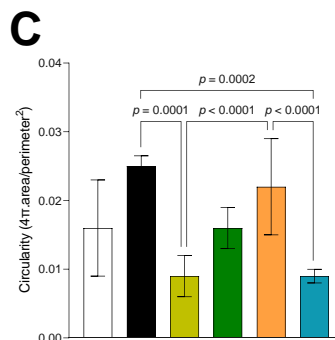 C
0.04
p = 0.0002
p = 0.0001 p < 0.0001 p < 0.0001
0.03
Circularity (4π.area/perimeter²)
0.02
0.01
0.00